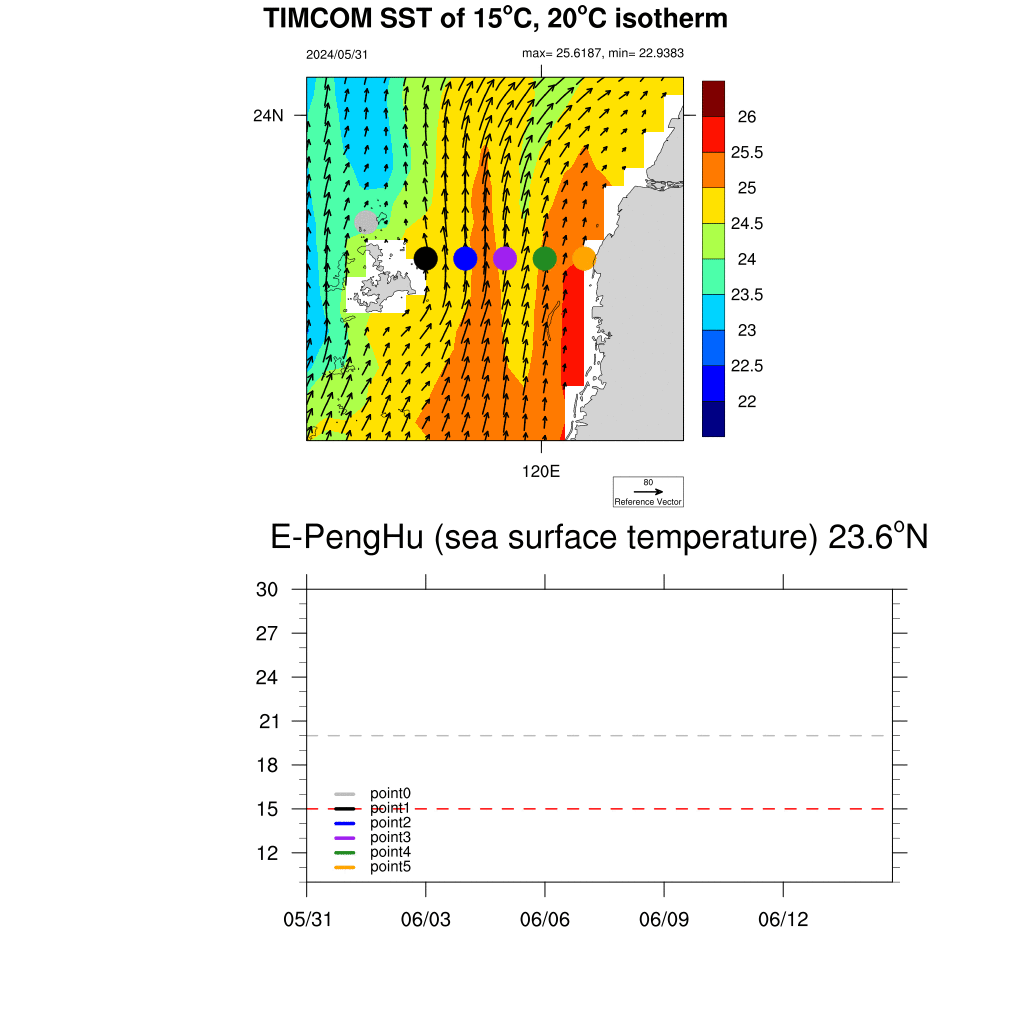 TIMCOM SST of 15°C, 20°C isotherm
2024/05/31
max= 25.6187, min= 22.9383
24N
120E
26
25.5
25
24.5
24
23.5
23
22.5
22
80
Reference Vector
E-PengHu (sea surface temperature) 23.6°N
30
27
24
21
18
15
12
point0
point1
point2
point3
point4
point5
05/31
06/03
06/06
06/09
06/12